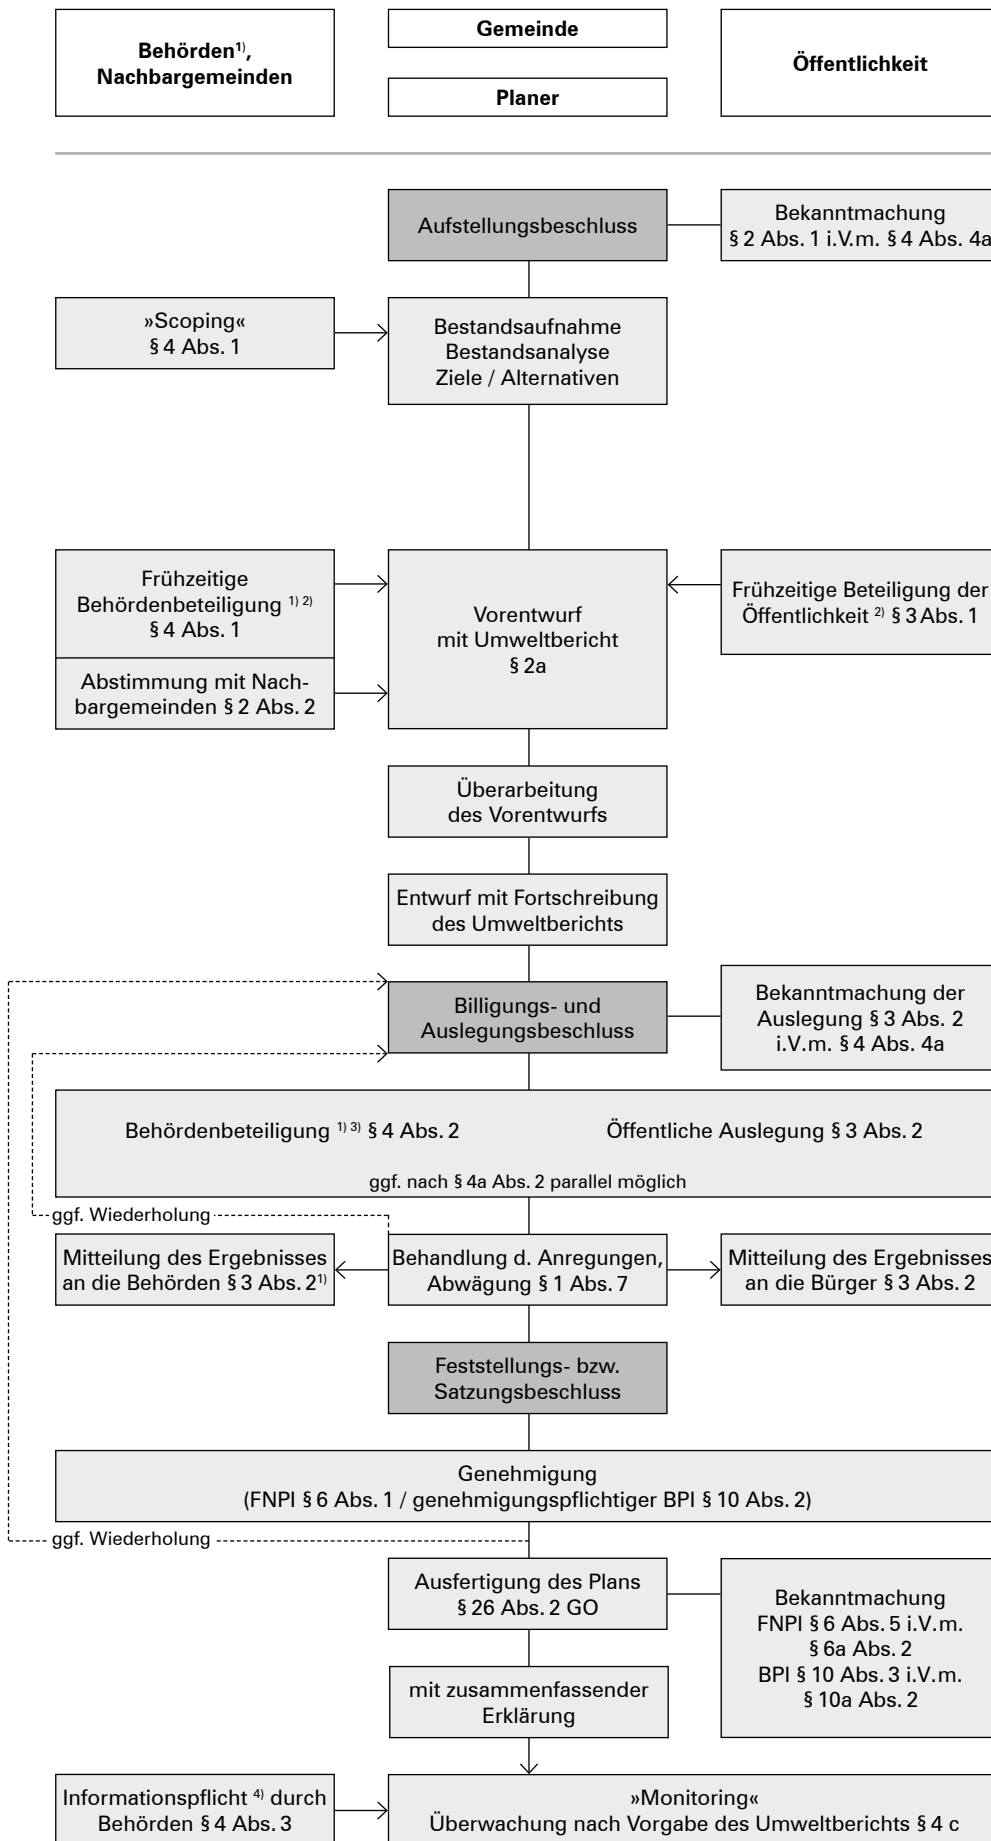 Behörden¹⁾,
Nachbargemeinden
Gemeinde
Planer
Öffentlichkeit
Aufstellungsbeschluss
Bekanntmachung
§ 2 Abs. 1 i.V.m. § 4 Abs. 4a
»Scoping«
§ 4 Abs. 1
Bestandsaufnahme
Bestandsanalyse
Ziele / Alternativen
Frühzeitige
Behördenbeteiligung ¹⁾ ²⁾
§ 4 Abs. 1
Abstimmung mit Nach-
bargemeinden § 2 Abs. 2
Vorentwurf
mit Umweltbericht
§ 2a
Frühzeitige Beteiligung der
Öffentlichkeit ²⁾ § 3 Abs. 1
Überarbeitung
des Vorentwurfs
Entwurf mit Fortschreibung
des Umweltberichts
Billigungs- und
Auslegungsbeschluss
Bekanntmachung der
Auslegung § 3 Abs. 2
i.V.m. § 4 Abs. 4a
Behördenbeteiligung ¹⁾ ³⁾ § 4 Abs. 2
Öffentliche Auslegung § 3 Abs. 2
ggf. nach § 4a Abs. 2 parallel möglich
ggf. Wiederholung
Mitteilung des Ergebnisses
an die Behörden § 3 Abs. 2¹⁾
Behandlung d. Anregungen,
Abwägung § 1 Abs. 7
Mitteilung des Ergebnisses
an die Bürger § 3 Abs. 2
Feststellungs- bzw.
Satzungsbeschluss
Genehmigung
(FNPl § 6 Abs. 1 / genehmigungspflichtiger BPl § 10 Abs. 2)
ggf. Wiederholung
Ausfertigung des Plans
§ 26 Abs. 2 GO
Bekanntmachung
FNPl § 6 Abs. 5 i.V.m.
§ 6a Abs. 2
BPl § 10 Abs. 3 i.V.m.
§ 10a Abs. 2
mit zusammenfassender
Erklärung
Informationspflicht ⁴⁾ durch
Behörden § 4 Abs. 3
»Monitoring«
Überwachung nach Vorgabe des Umweltberichts § 4 c